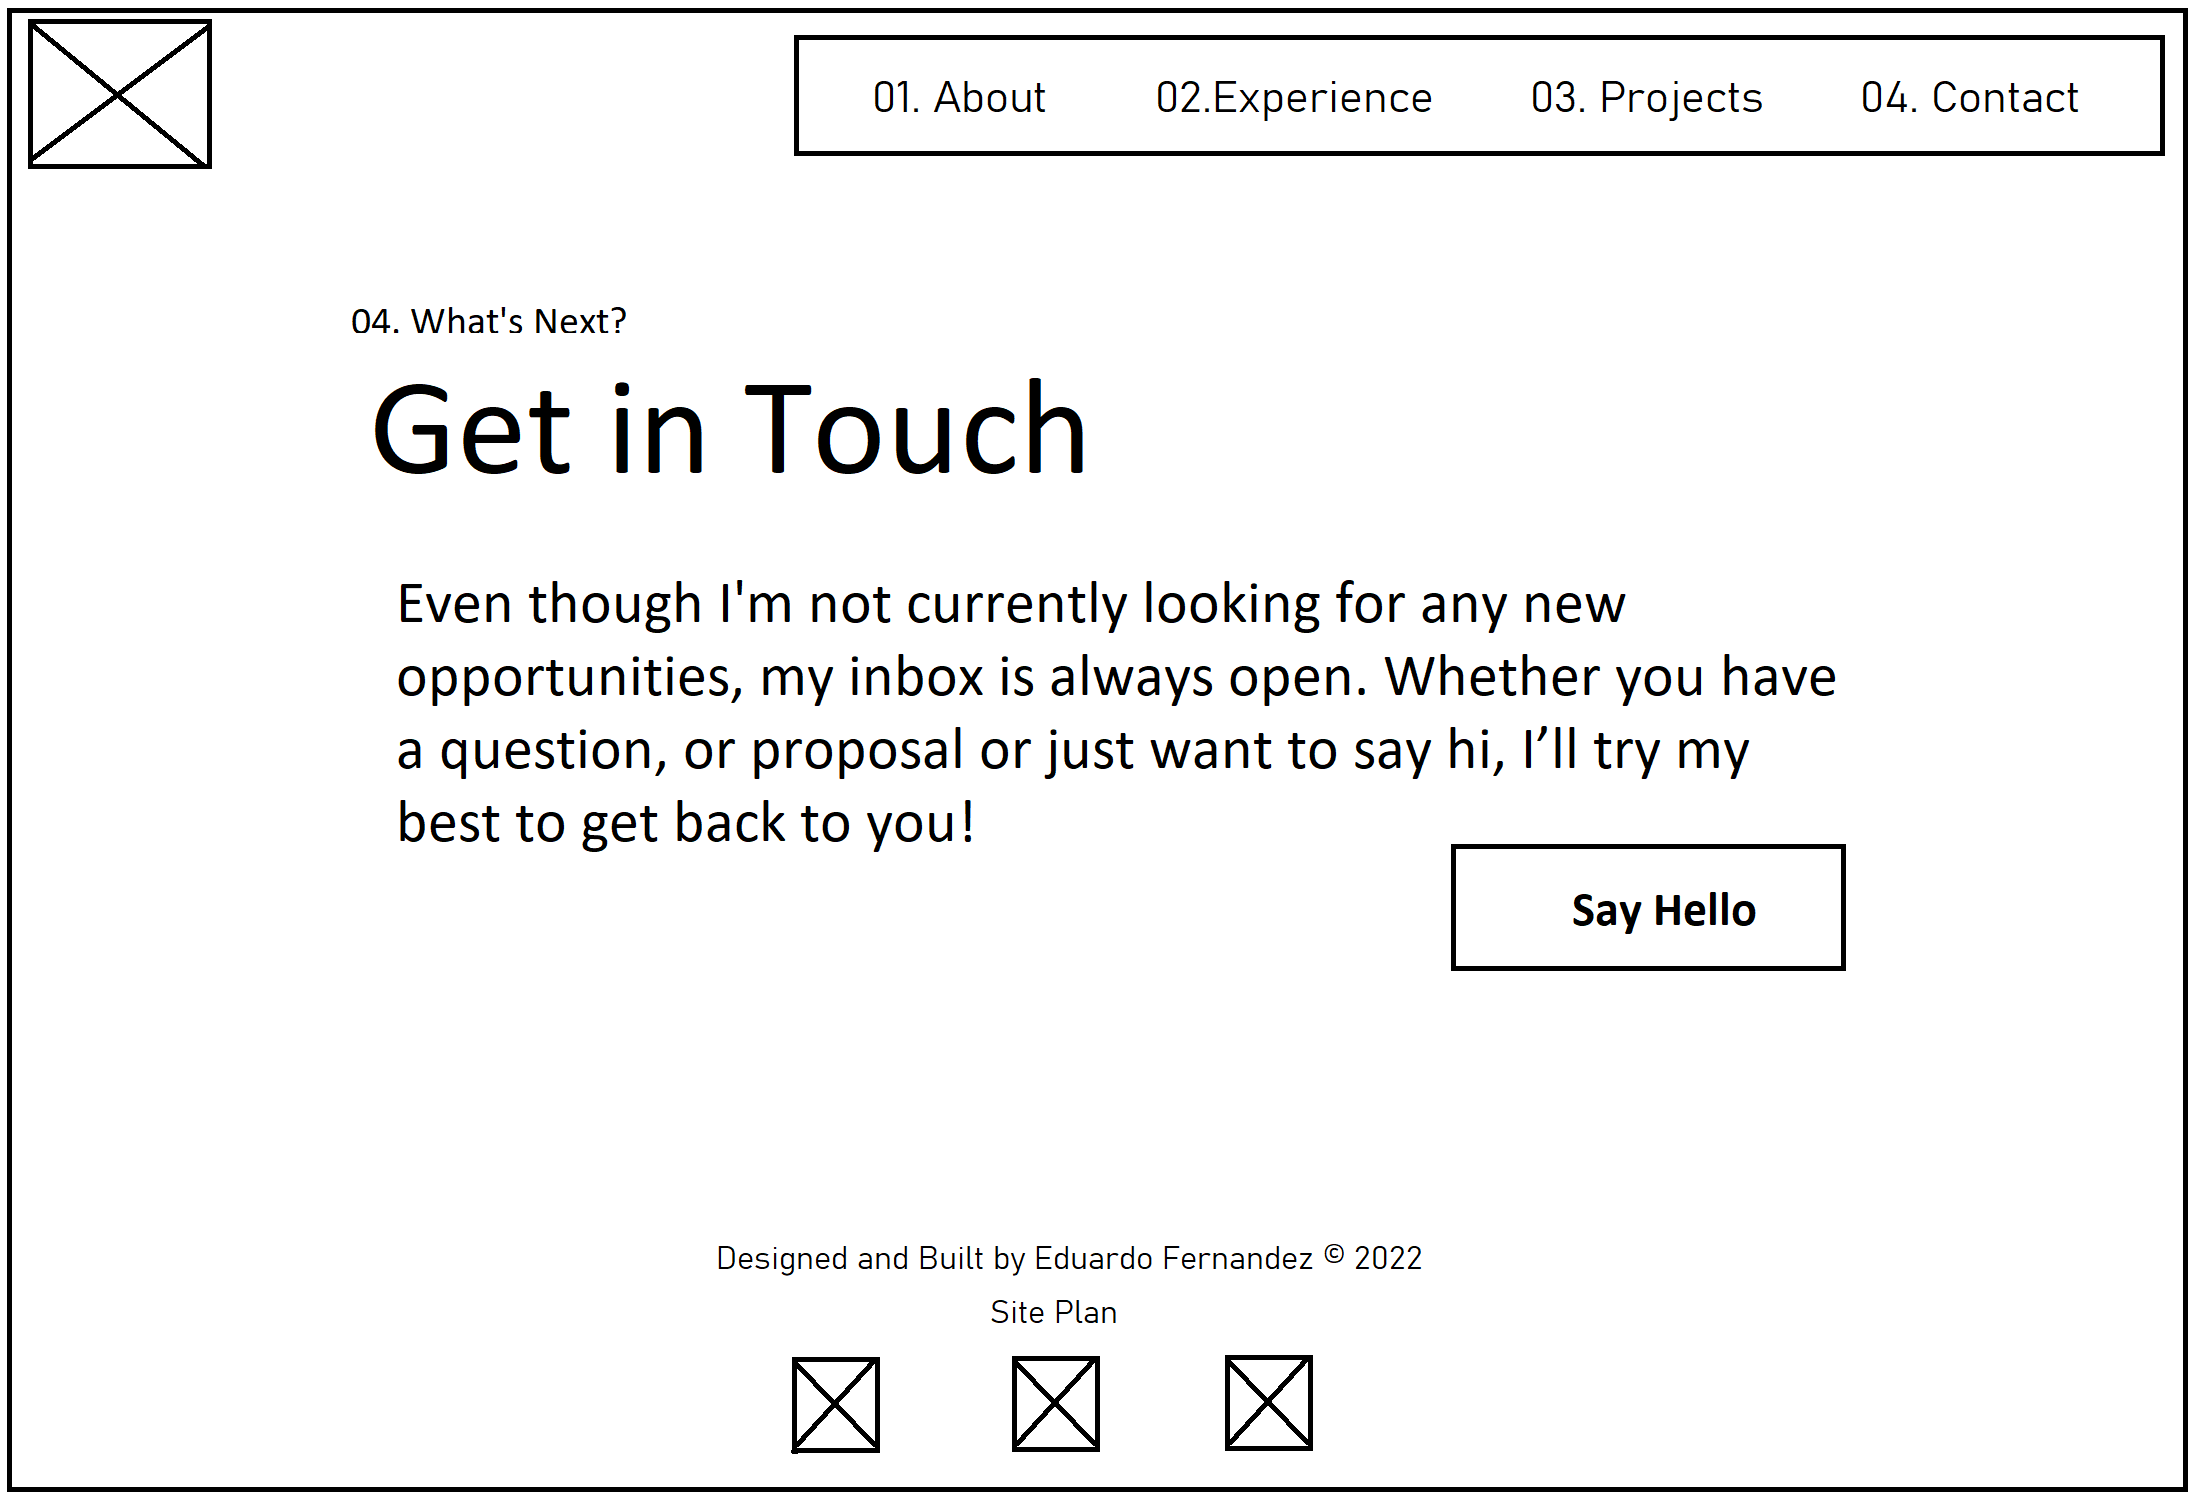 01. About 02.Experience 03. Projects 04. Contact
04. What's Next?
Get in Touch
Even though I'm not currently looking for any new
opportunities, my inbox is always open. Whether you have
a question, or proposal or just want to say hi, I’ll try my
best to get back to you!
Say Hello
Designed and Built by Eduardo Fernandez © 2022
Site Plan